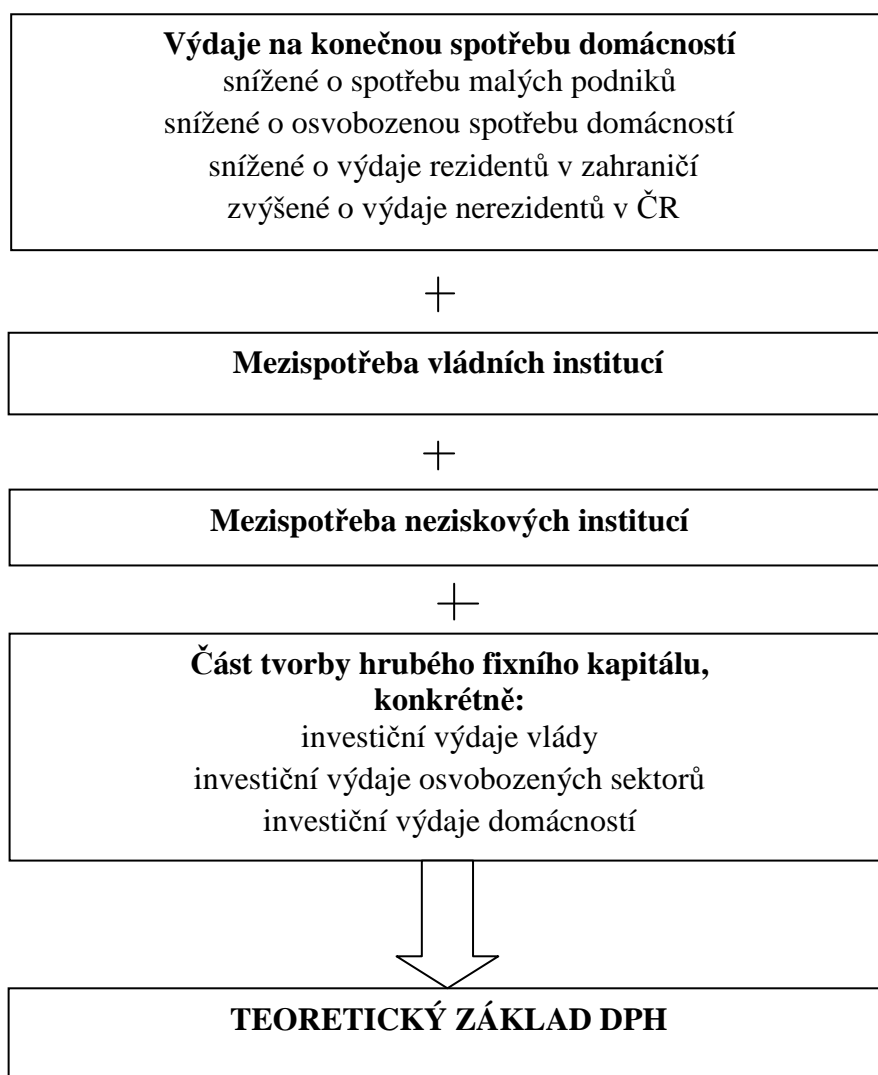 Výdaje na konečnou spotřebu domácností
snížené o spotřebu malých podniků
snížené o osvobozenou spotřebu domácností
snížené o výdaje rezidentů v zahraničí
zvýšené o výdaje nerezidentů v ČR
+
Mezispotřeba vládních institucí
+
Mezispotřeba neziskových institucí
+
Část tvorby hrubého fixního kapitálu,
konkrétně:
investiční výdaje vlády
investiční výdaje osvobozených sektorů
investiční výdaje domácností
TEORETICKÝ ZÁKLAD DPH